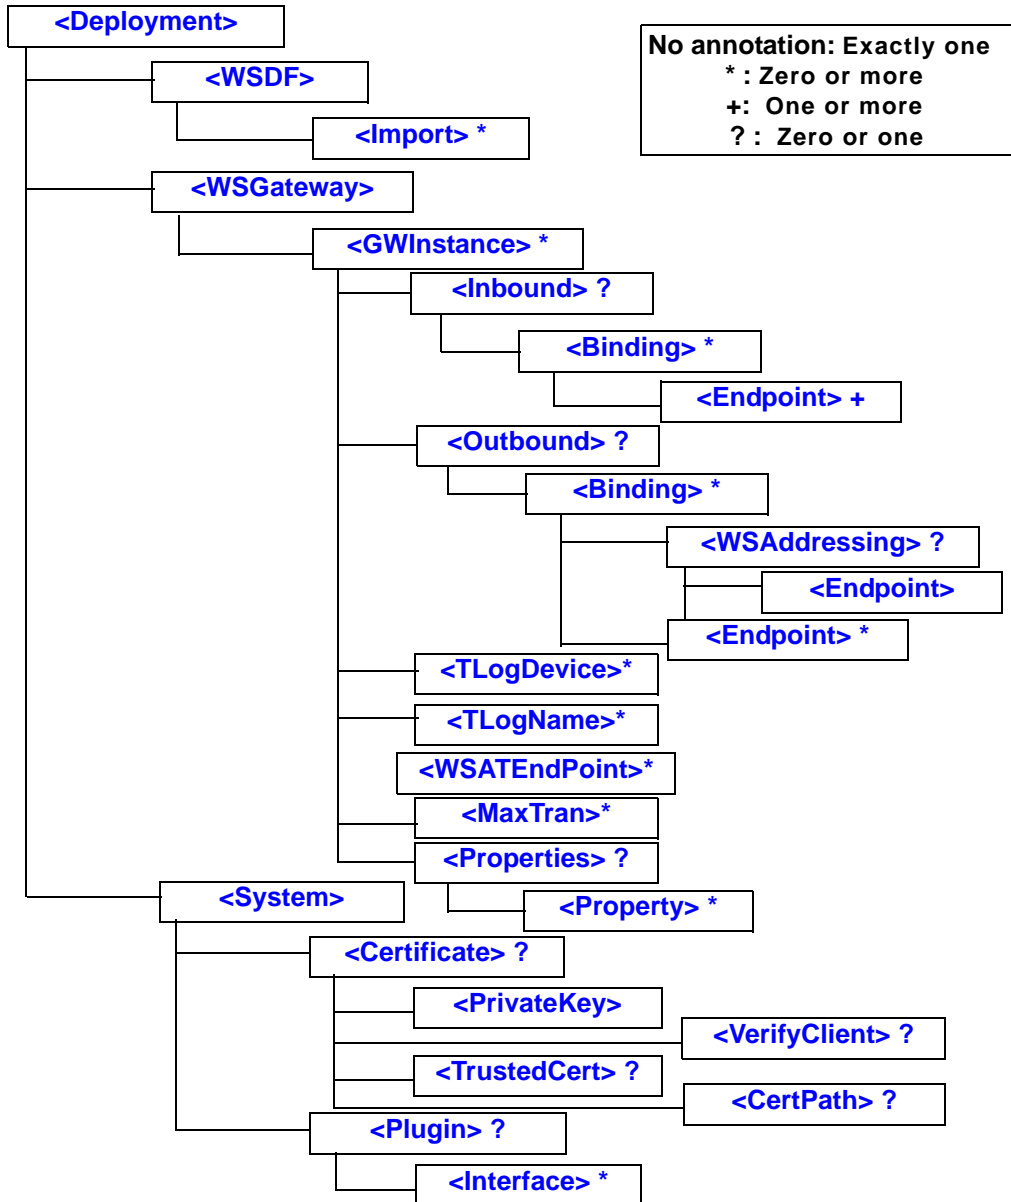 <Deployment>
No annotation: Exactly one
* : Zero or more
+: One or more
? : Zero or one
<WSDF>
<Import> *
<WSGateway>
<GWInstance> *
<Inbound> ?
<Binding> *
<Endpoint> +
<Outbound> ?
<Binding> *
<WSAddressing> ?
<Endpoint>
<Endpoint> *
<TLogDevice>*
<TLogName>*
<WSATEndPoint>*
<MaxTran>*
<Properties> ?
<System>
<Property> *
<Certificate> ?
<PrivateKey>
<VerifyClient> ?
<TrustedCert> ?
<CertPath> ?
<Plugin> ?
<Interface> *